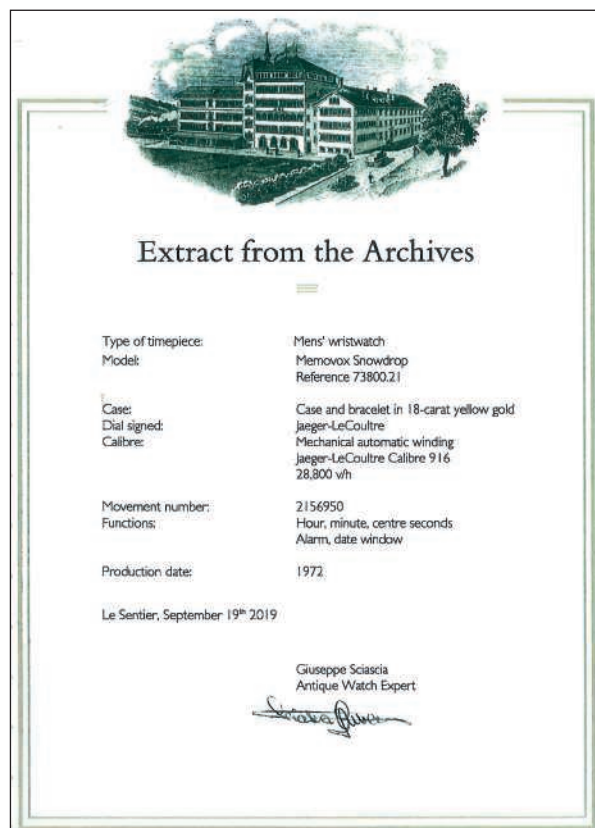 Extract from the Archives
Type of timepiece: Mens' wristwatch
Model: Memovox Snowdrop
Reference 73800.21
Case: Case and bracelet in 18-carat yellow gold
Dial signed: Jaeger-LeCoultre
Calibre: Mechanical automatic winding
Jaeger-LeCoultre Calibre 916
28,800 v/h
Movement number: 2156950
Functions: Hour, minute, centre seconds
Alarm, date window
Production date: 1972
Le Sentier, September 19th 2019
Giuseppe Sciascia
Antique Watch Expert